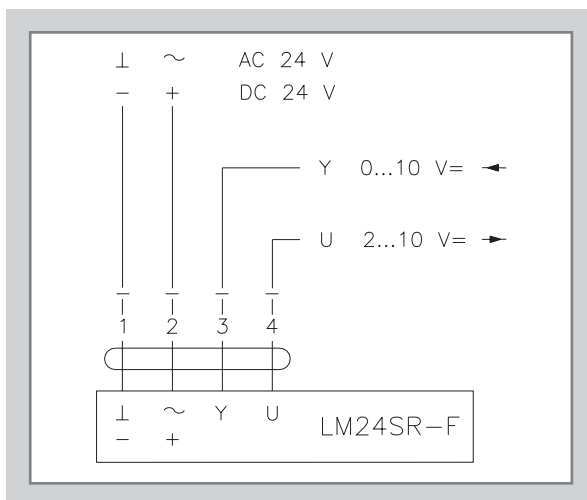 ⊥ ~ AC 24 V
− + DC 24 V
Y 0...10 V= ◄
U 2...10 V= ►
1 2 3 4
⊥ ~ Y U
− +
LM24SR−F